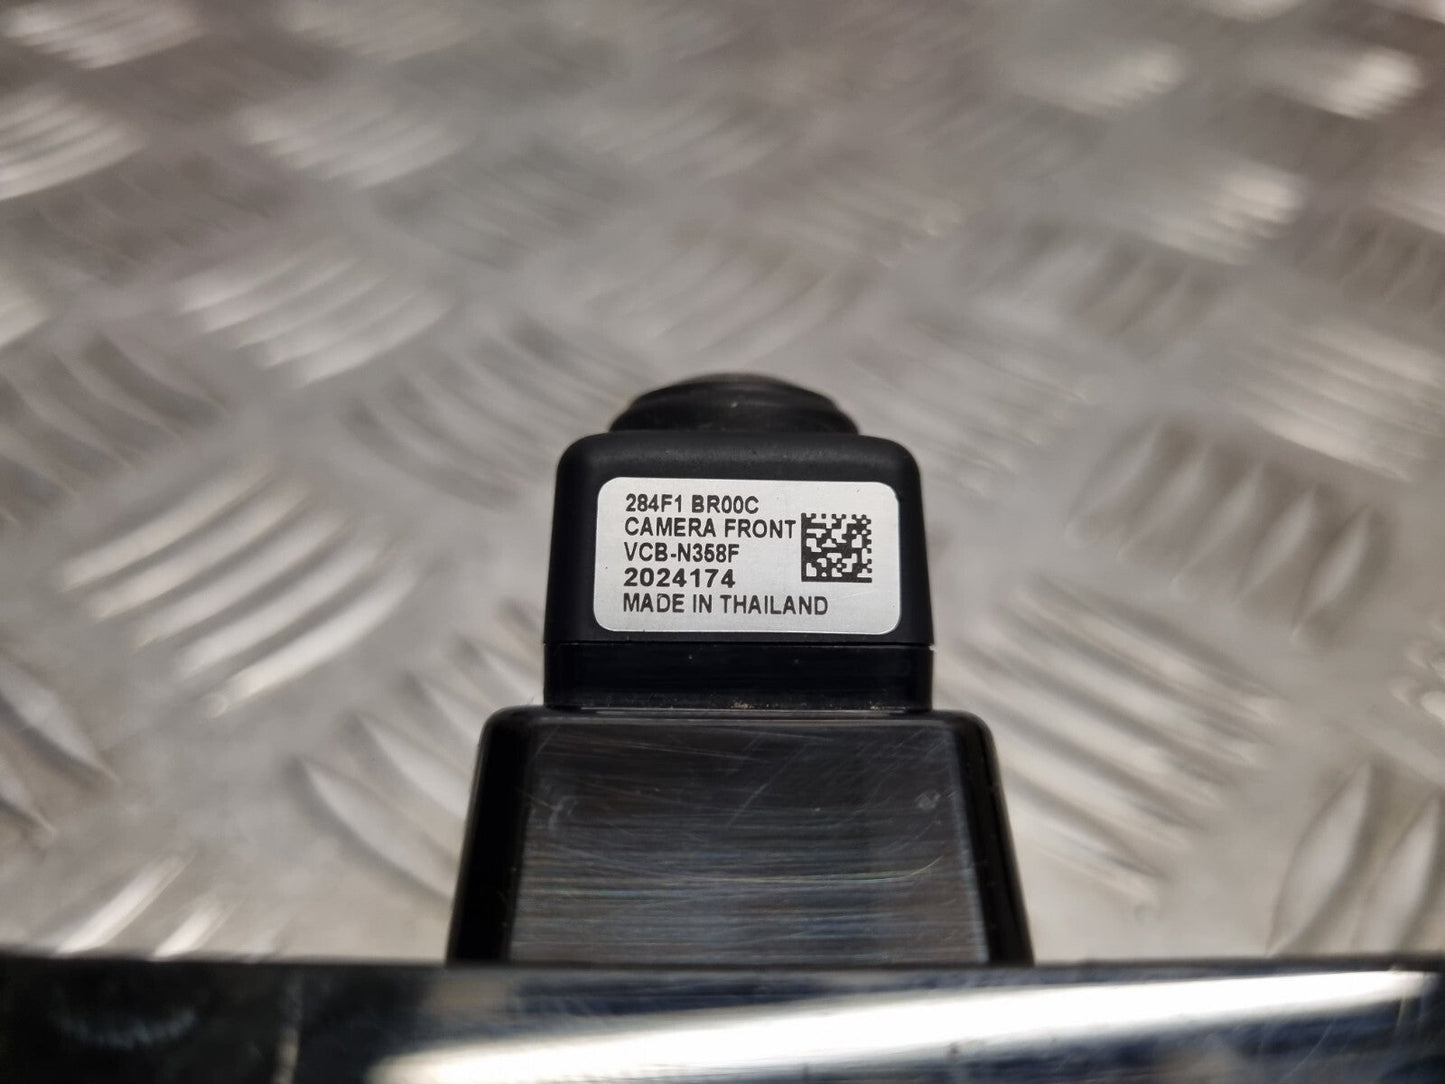 284F1 BR00C
CAMERA FRONT
VCB-N358F
2024174
MADE IN THAILAND